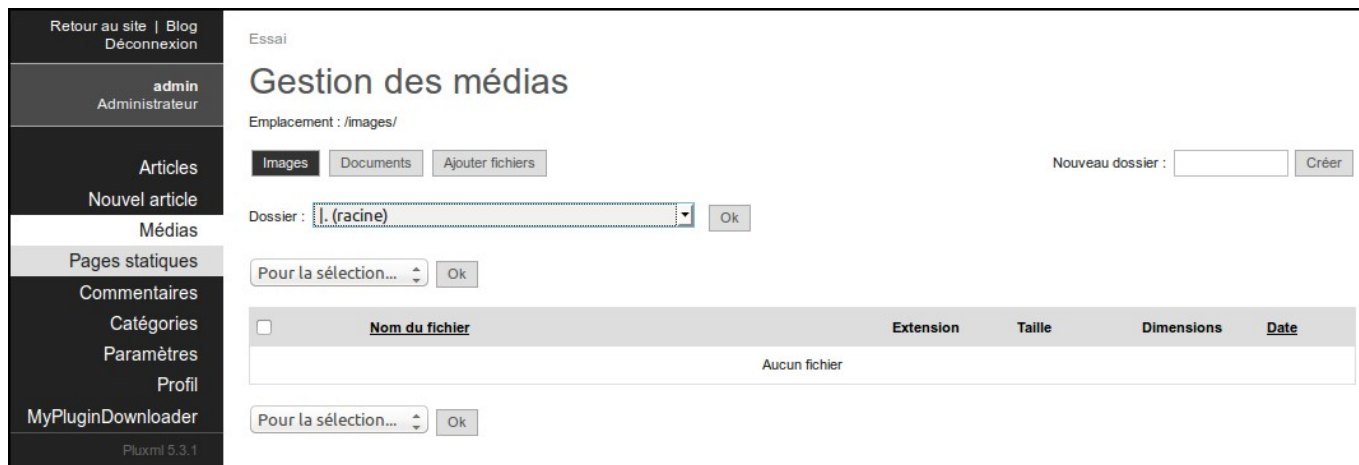 Retour au site | Blog
Déconnexion
admin
Administrateur
Articles
Nouvel article
Médias
Pages statiques
Commentaires
Catégories
Paramètres
Profil
MyPluginDownloader
Pluxml 5.3.1
Essai
Gestion des médias
Emplacement : /images/
Images Documents Ajouter fichiers Nouveau dossier : Créer
Dossier : |. (racine) Ok
Pour la sélection... Ok
Nom du fichier Extension Taille Dimensions Date
Aucun fichier
Pour la sélection... Ok